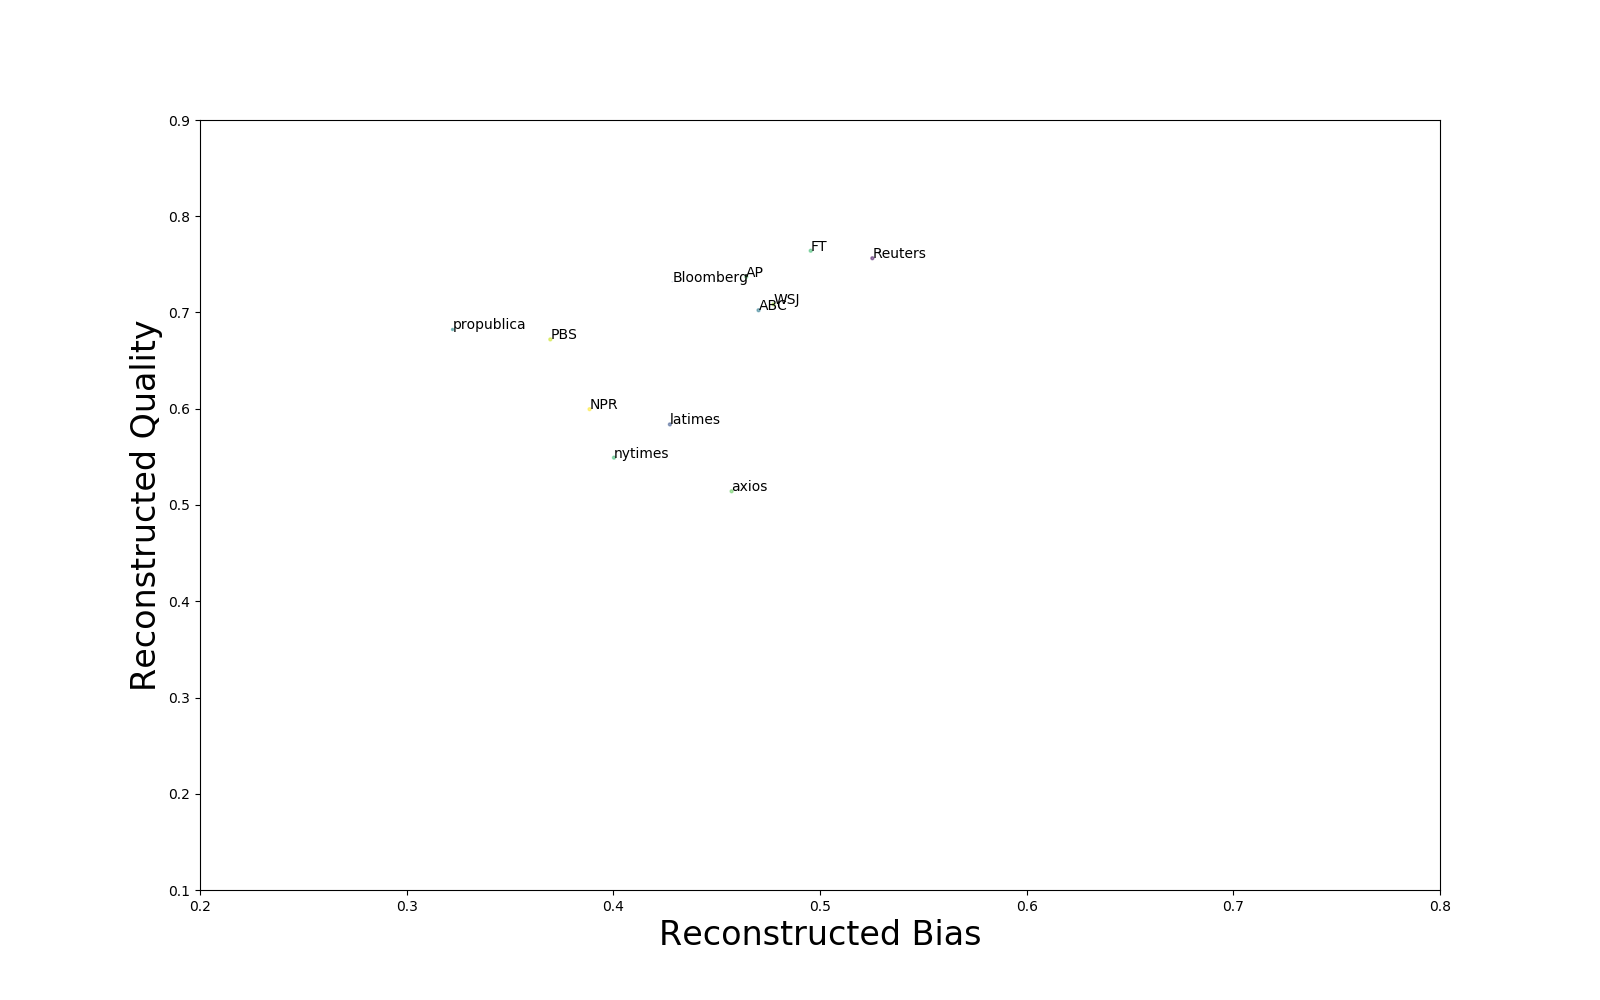 0.9
0.8
0.7
0.6
0.5
0.4
0.3
0.2
0.1
Reconstructed Quality
FT
Reuters
AP
Bloomberg
WSJ
ABC
propublica
PBS
NPR
latimes
nytimes
axios
0.2 0.3 0.4 0.5 0.6 0.7 0.8
Reconstructed Bias